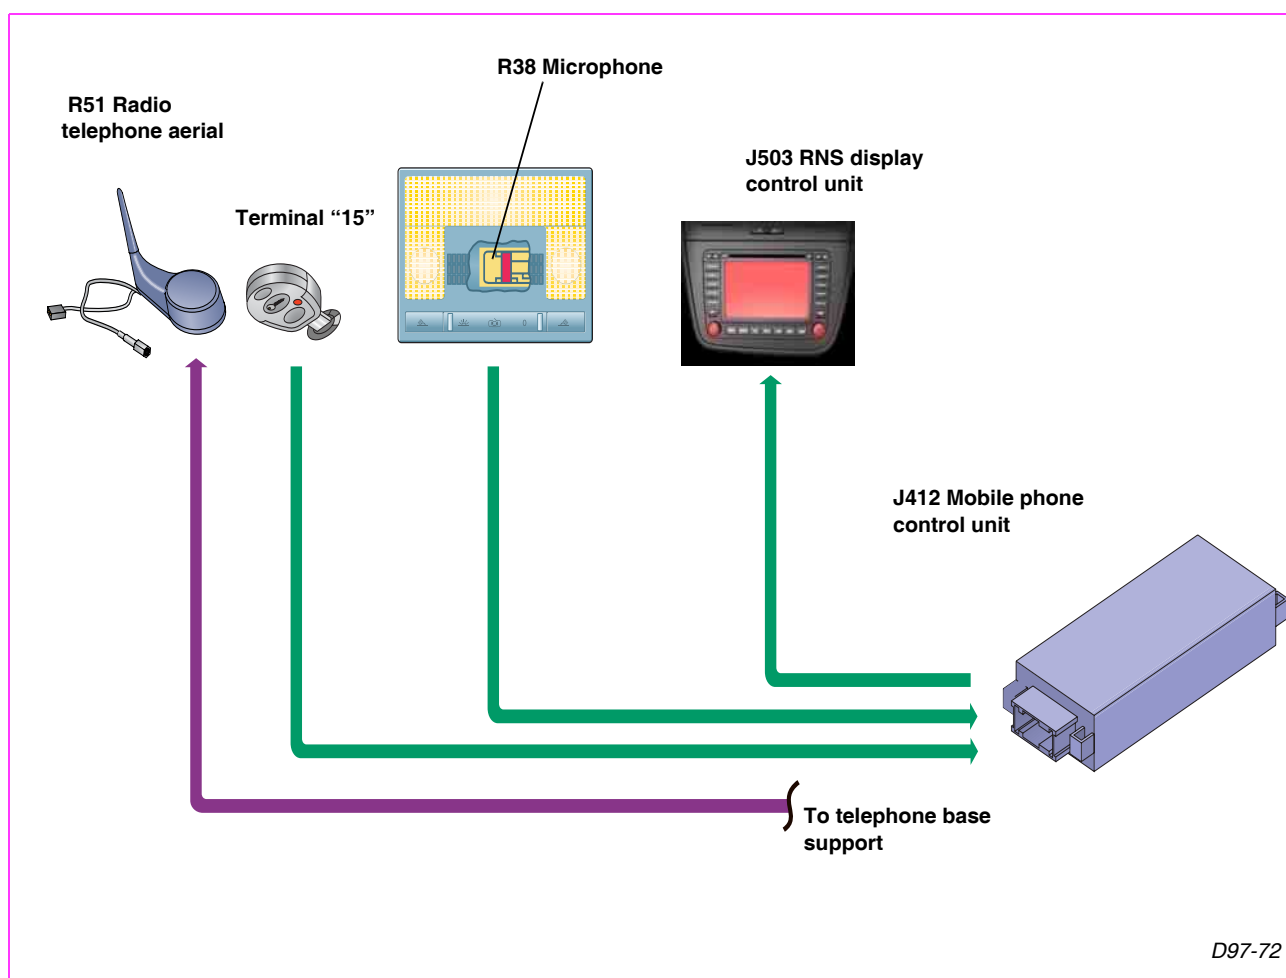 R38 Microphone
R51 Radio
telephone aerial
J503 RNS display
control unit
Terminal “15”
J412 Mobile phone
control unit
To telephone base
support
D97-72